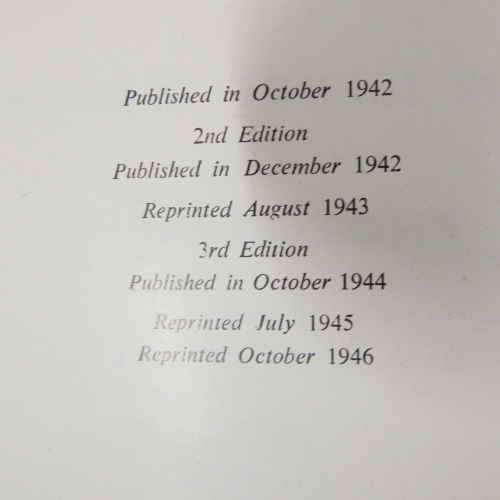 Published in October 1942
2nd Edition
Published in December 1942
Reprinted August 1943
3rd Edition
Published in October 1944
Reprinted July 1945
Reprinted October 1946